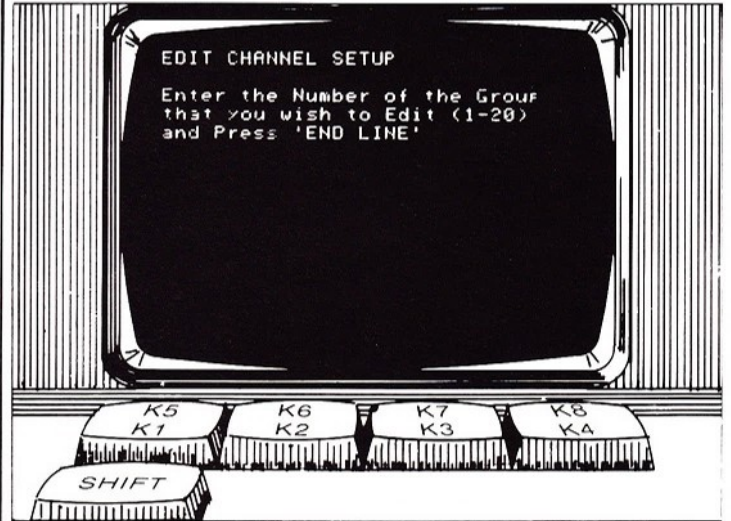 EDIT CHANNEL SETUP
Enter the Number of the Group
that you wish to Edit (1-20)
and Press 'END LINE'
K5 K6 K7 K8
K1 K2 K3 K4
SHIFT